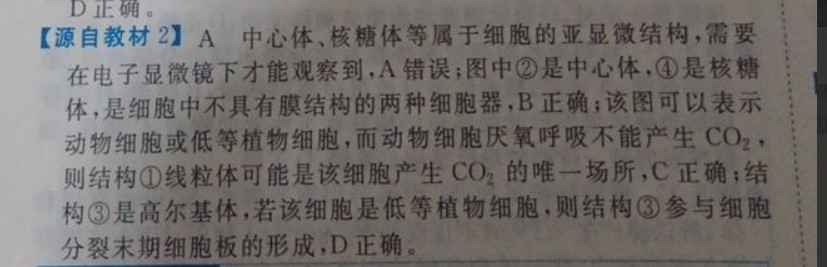 D 正确。
【源自教材 2】 A 中心体、核糖体等属于细胞的亚显微结构,需要
在电子显微镜下才能观察到,A 错误;图中②是中心体,④是核糖
体,是细胞中不具有膜结构的两种细胞器,B 正确;该图可以表示
动物细胞或低等植物细胞,而动物细胞厌氧呼吸不能产生 CO₂,
则结构①线粒体可能是该细胞产生 CO₂ 的唯一场所,C 正确;结
构③是高尔基体,若该细胞是低等植物细胞,则结构③参与细胞
分裂末期细胞板的形成,D 正确。